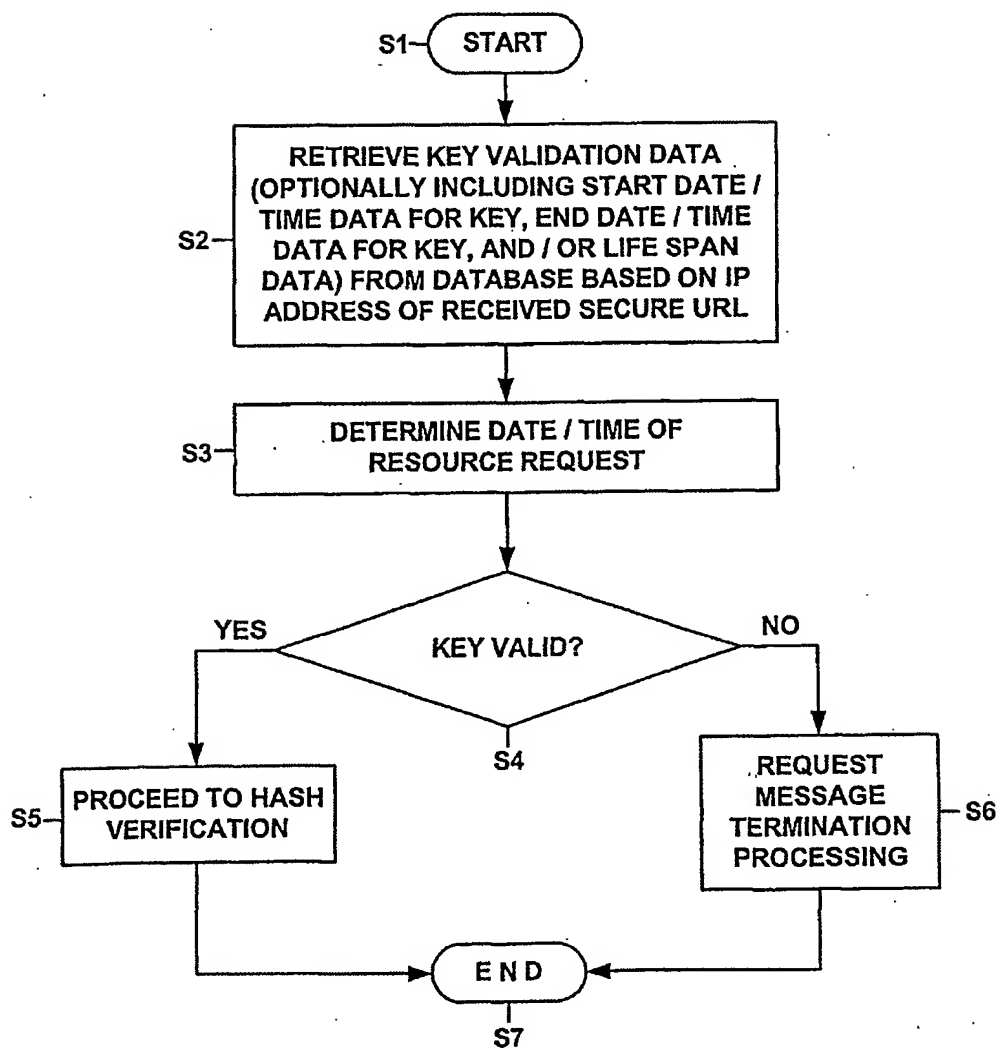 S1
START
RETRIEVE KEY VALIDATION DATA
(OPTIONALLY INCLUDING START DATE /
TIME DATA FOR KEY, END DATE / TIME
DATA FOR KEY, AND / OR LIFE SPAN
DATA) FROM DATABASE BASED ON IP
ADDRESS OF RECEIVED SECURE URL
S2
DETERMINE DATE / TIME OF
RESOURCE REQUEST
S3
YES
KEY VALID?
NO
S4
PROCEED TO HASH
VERIFICATION
S5
REQUEST
MESSAGE
TERMINATION
PROCESSING
S6
END
S7